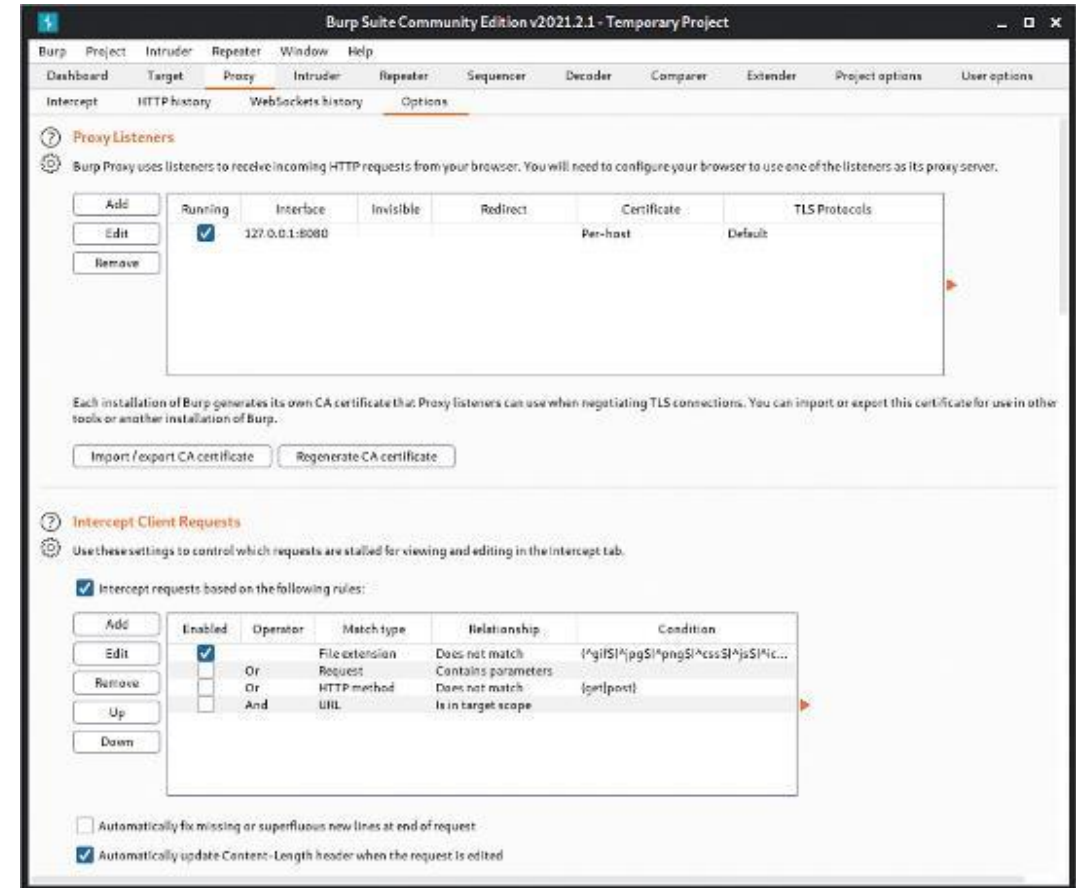 Burp Suite Community Edition v2021.2.1 - Temporary Project
Burp Project Intruder Repeater Window Help
Dashboard Target Proxy Intruder Repeater Sequencer Decoder Comparer Extender Project options User options
Intercept HTTP history WebSockets history Options
Proxy Listeners
Burp Proxy uses listeners to receive incoming HTTP requests from your browser. You will need to configure your browser to use one of the listeners as its proxy server.
Add
Edit
Remove
Running Interface Invisible Redirect Certificate TLS Protocols
127.0.0.1:8080 Per-host Default
Each installation of Burp generates its own CA certificate that Proxy listeners can use when negotiating TLS connections. You can import or export this certificate for use in other
tools or another installation of Burp.
Import / export CA certificate Regenerate CA certificate
Intercept Client Requests
Use these settings to control which requests are stalled for viewing and editing in the Intercept tab.
Intercept requests based on the following rules:
Add
Edit
Remove
Up
Down
Enabled Operator Match type Relationship Condition
File extension Does not match (^gif$|^jpg$|^png$|^css$|^js$|^ic...
Or Request Contains parameters
Or HTTP method Does not match (get|post)
And URL Is in target scope
Automatically fix missing or superfluous new lines at end of request
Automatically update Content-Length header when the request is edited